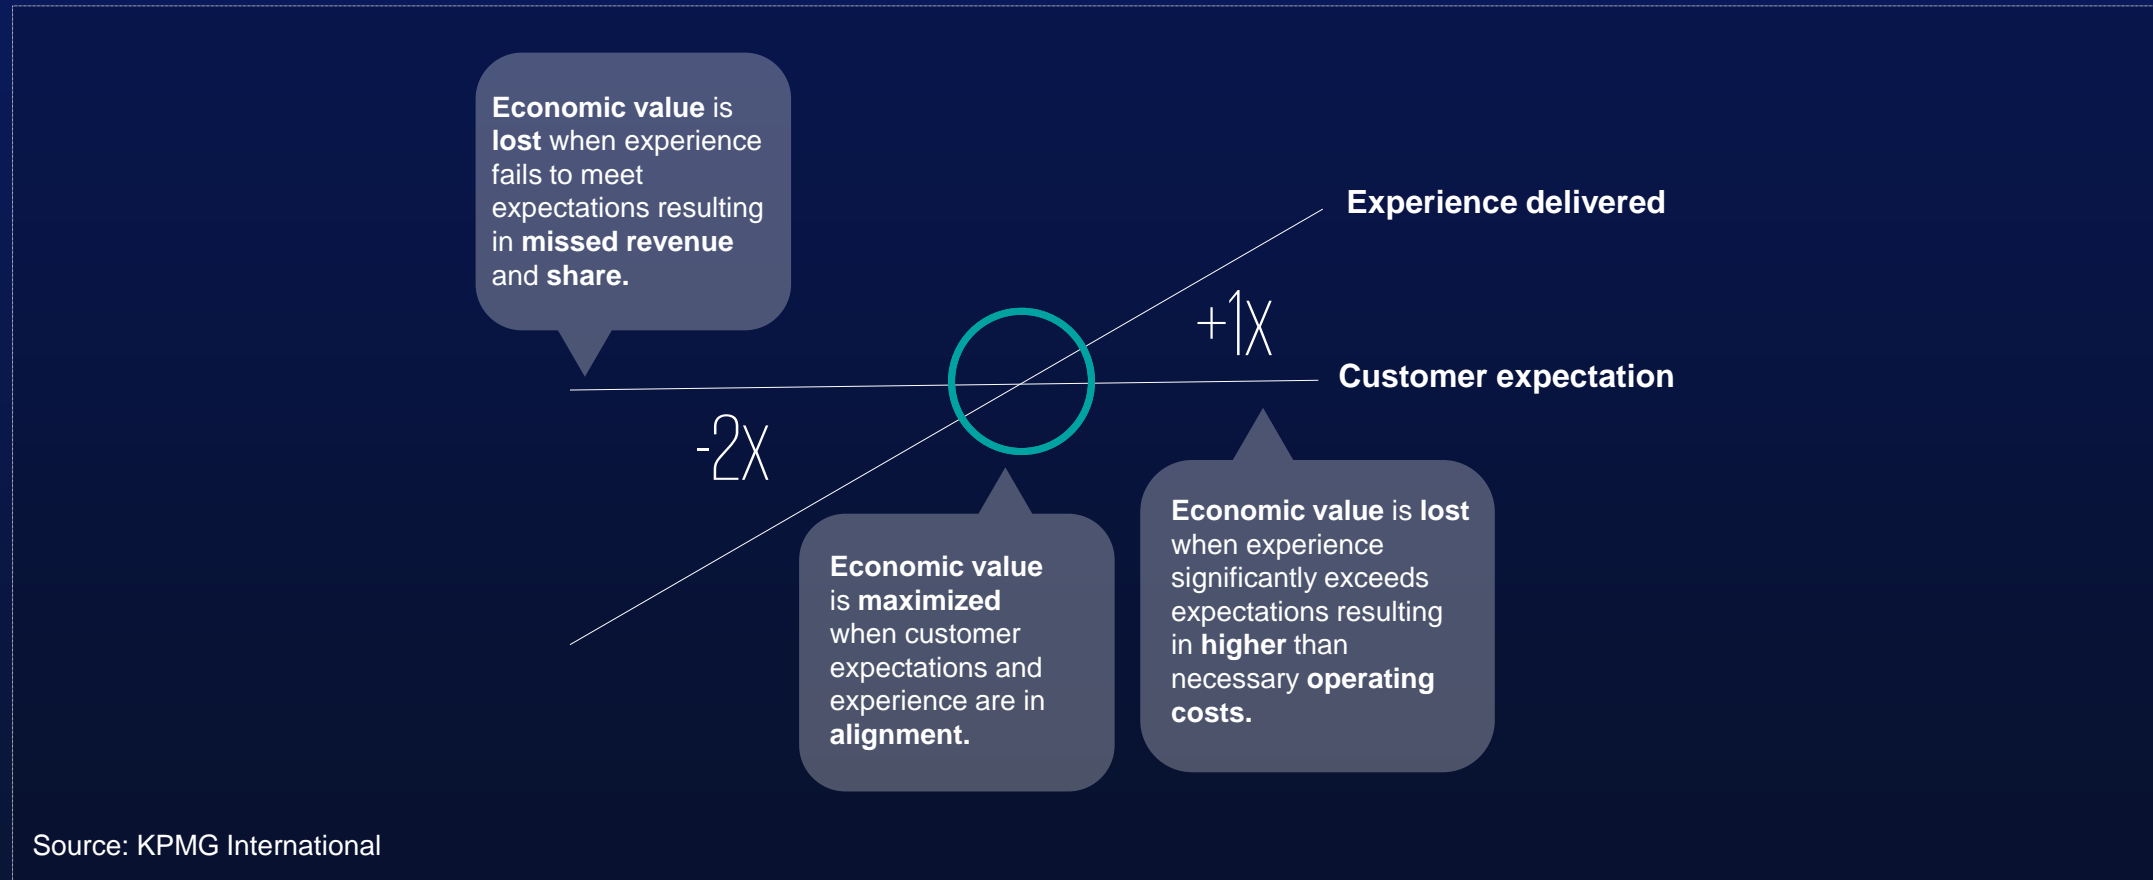 Economic value is
lost when experience
fails to meet
expectations resulting
in missed revenue
and share.
Experience delivered
+1x
Customer expectation
-2x
Economic value
is maximized
when customer
expectations and
experience are in
alignment.
Economic value is lost
when experience
significantly exceeds
expectations resulting
in higher than
necessary operating
costs.
Source: KPMG International